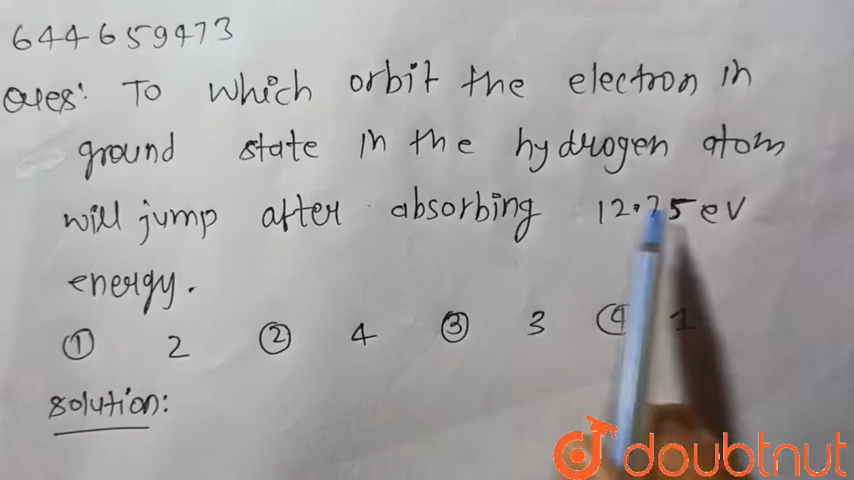 644659473
Ques: To which orbit the electron in
ground state in the hydrogen atom
will jump after absorbing 12.75 eV
energy.
① 2 ② 4 ③ 3 ④ 1
Solution:
doubtnut